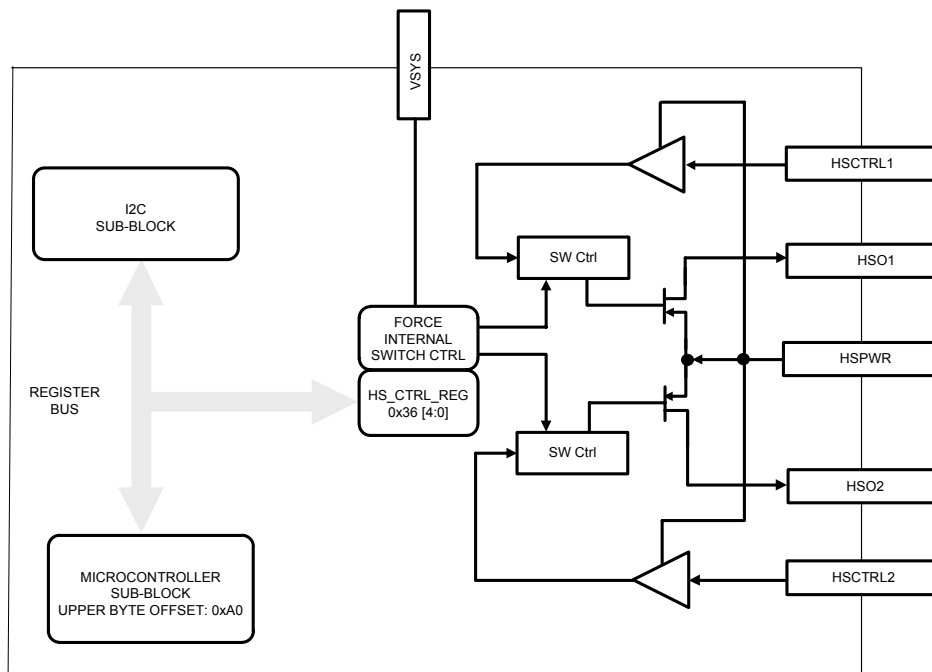 VSYS
HSCTRL1
I2C
SUB-BLOCK
SW Ctrl
HSO1
FORCE
INTERNAL
SWITCH CTRL
HSPWR
REGISTER
BUS
HS_CTRL_REG
0x36 [4:0]
SW Ctrl
HSO2
MICROCONTROLLER
SUB-BLOCK
UPPER BYTE OFFSET: 0xA0
HSCTRL2